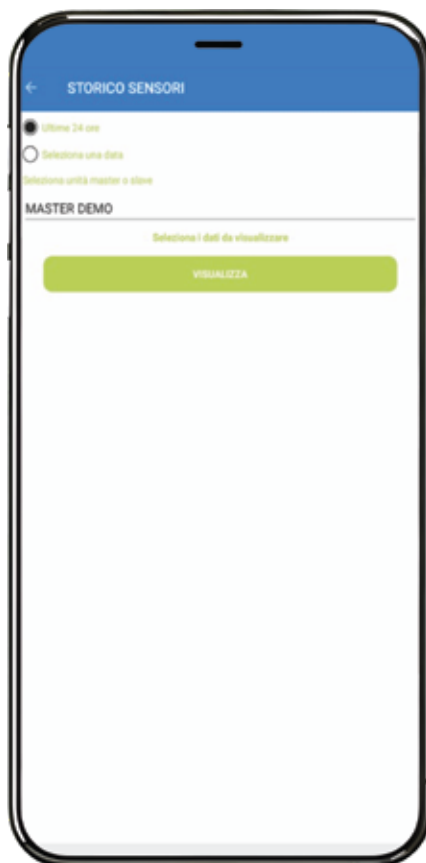 STORICO SENSORI
Ultime 24 ore
Seleziona una data
Seleziona unità master o slave
MASTER DEMO
Seleziona i dati da visualizzare
VISUALIZZA